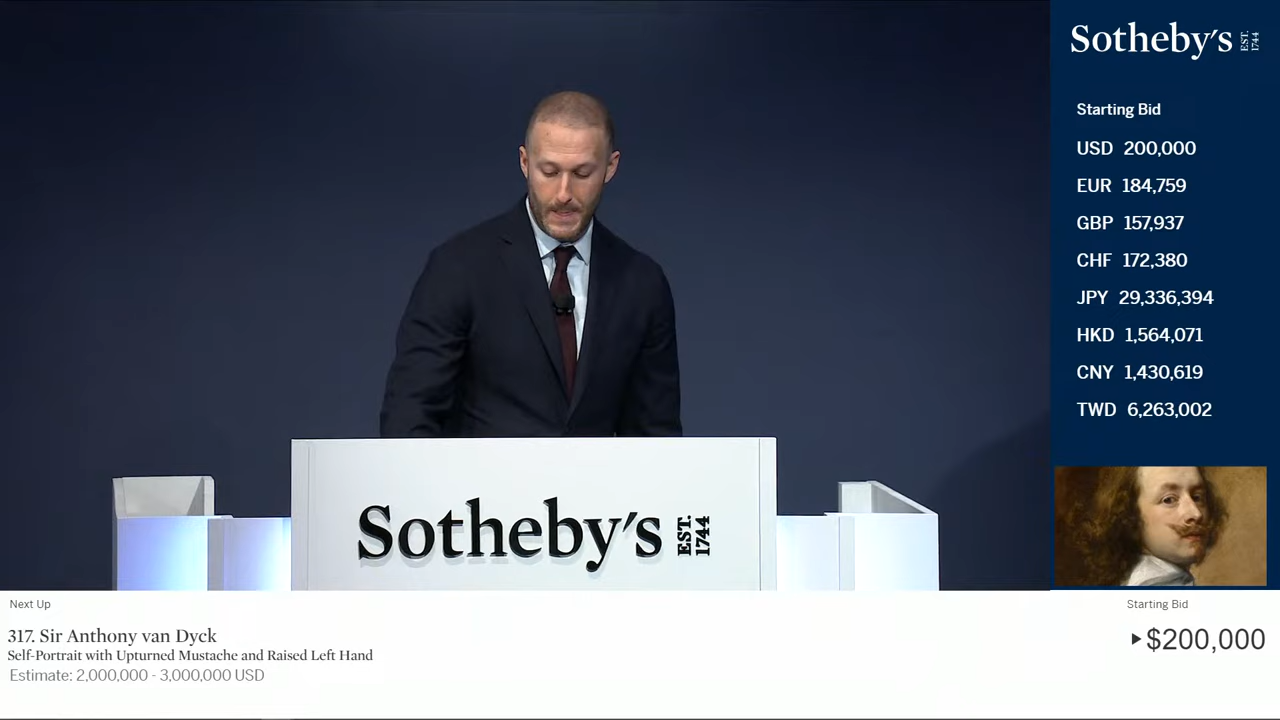 Sotheby's EST. 1744
Starting Bid
USD 200,000
EUR 184,759
GBP 157,937
CHF 172,380
JPY 29,336,394
HKD 1,564,071
CNY 1,430,619
TWD 6,263,002
Sotheby's EST. 1744
Next Up
317. Sir Anthony van Dyck
Self-Portrait with Upturned Mustache and Raised Left Hand
Estimate: 2,000,000 - 3,000,000 USD
Starting Bid
$200,000